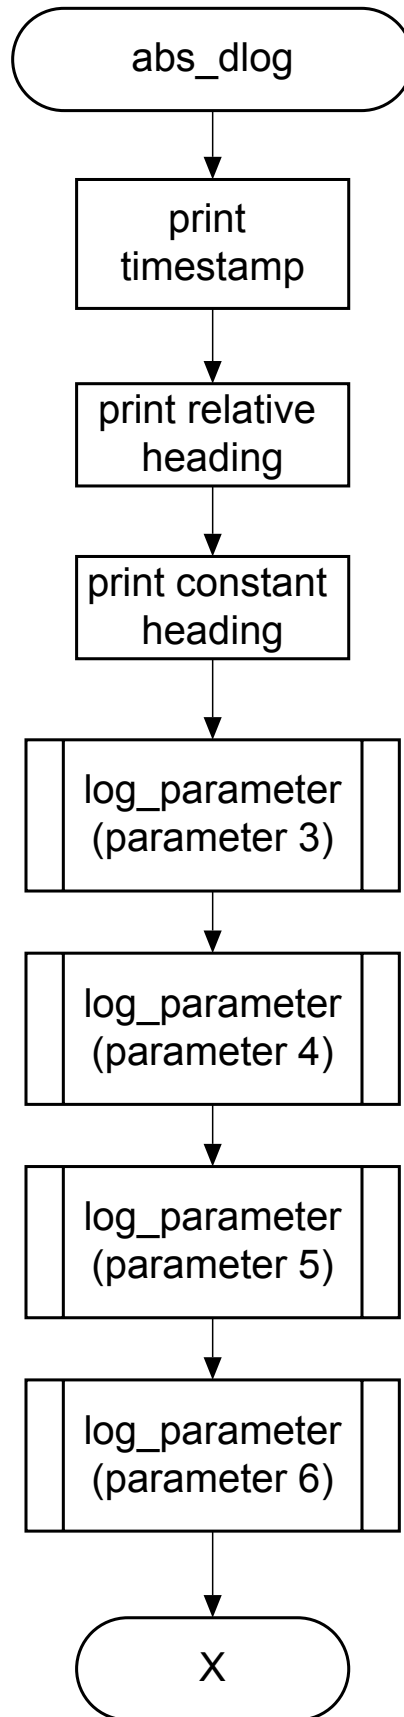 abs_dlog
print
timestamp
print relative
heading
print constant
heading
log_parameter
(parameter 3)
log_parameter
(parameter 4)
log_parameter
(parameter 5)
log_parameter
(parameter 6)
X